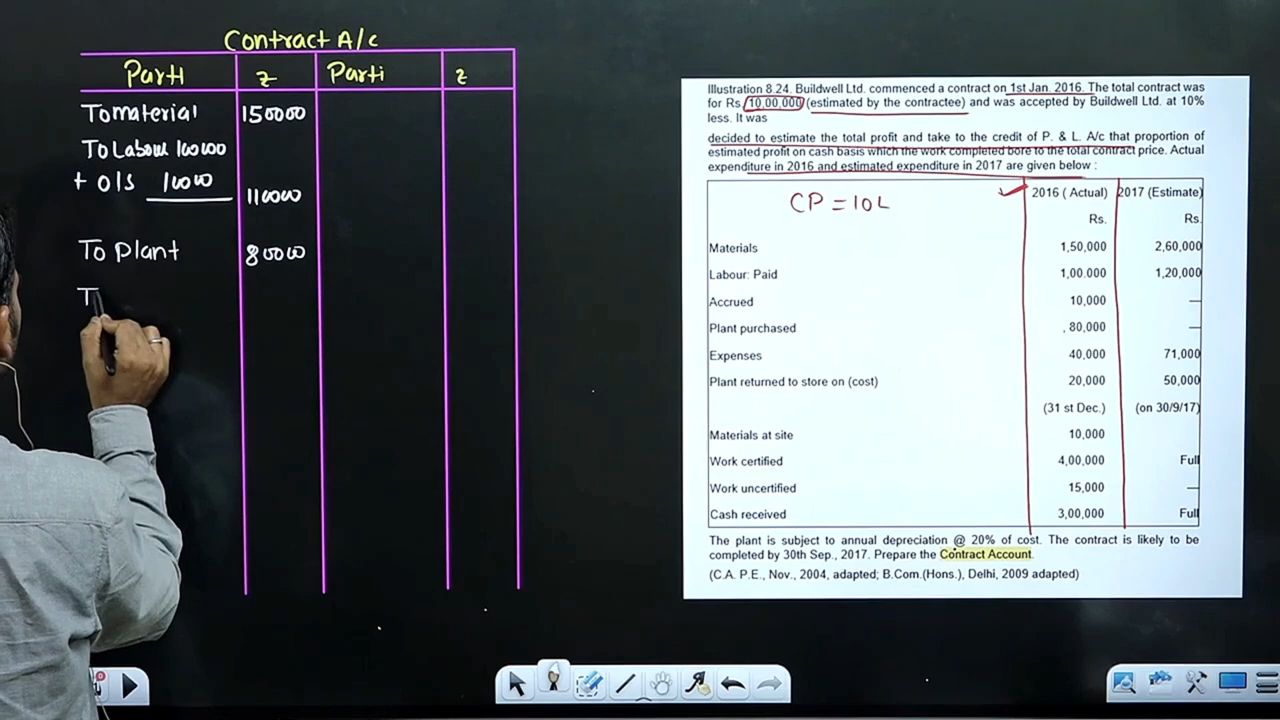 Contract A/c
Parti ₹ Parti ₹
To material 150000
To Labour 100000
+ O/S 10000
110000
To Plant 80000
T
Illustration 8.24. Buildwell Ltd. commenced a contract on 1st Jan. 2016. The total contract was
for Rs. 10,00,000 (estimated by the contractee) and was accepted by Buildwell Ltd. at 10%
less. It was
decided to estimate the total profit and take to the credit of P. & L. A/c that proportion of
estimated profit on cash basis which the work completed bore to the total contract price. Actual
expenditure in 2016 and estimated expenditure in 2017 are given below :
CP = 10L
2016 ( Actual) 2017 (Estimate)
Rs. Rs.
Materials 1,50,000 2,60,000
Labour: Paid 1,00.000 1,20,000
Accrued 10,000 —
Plant purchased . 80,000 —
Expenses 40,000 71,000
Plant returned to store on (cost) 20,000 50,000
(31 st Dec.) (on 30/9/17)
Materials at site 10,000
Work certified 4,00,000 Full
Work uncertified 15,000 —
Cash received 3,00,000 Full
The plant is subject to annual depreciation @ 20% of cost. The contract is likely to be
completed by 30th Sep., 2017. Prepare the Contract Account.
(C.A. P.E., Nov., 2004, adapted; B.Com.(Hons.), Delhi, 2009 adapted)